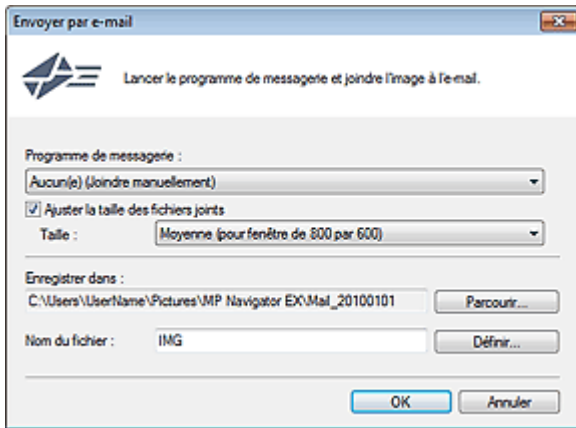 Envoyer par e-mail
Lancer le programme de messagerie et joindre l'image à l'e-mail.
Programme de messagerie :
Aucun(e) (Joindre manuellement)
Ajuster la taille des fichiers joints
Taille : Moyenne (pour fenêtre de 800 par 600)
Enregistrer dans :
C:\Users\UserName\Pictures\MP Navigator EX\Mail_20100101 Parcourir...
Nom du fichier : IMG Définir...
OK Annuler